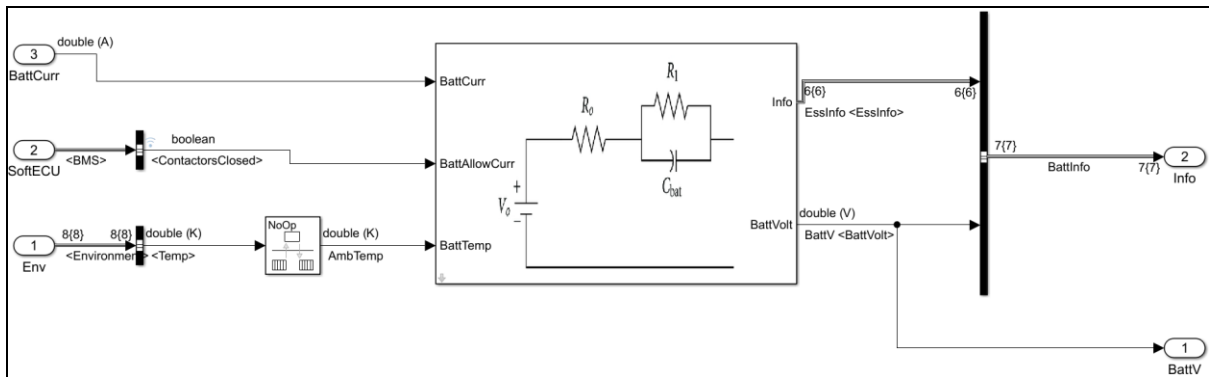 3
BattCurr
double (A)
2
SoftECU
<BMS>
boolean
<ContactorsClosed>
1
Env
8{8}
8{8}
<Environment>
double (K)
<Temp>
NoOp
double (K)
AmbTemp
BattCurr
BattAllowCurr
BattTemp
V₀
+
−
Rₒ
R₁
C_bat
Info
BattVolt
6{6}
6{6}
EssInfo <EssInfo>
double (V)
BattV <BattVolt>
7{7}
BattInfo
7{7}
2
Info
1
BattV